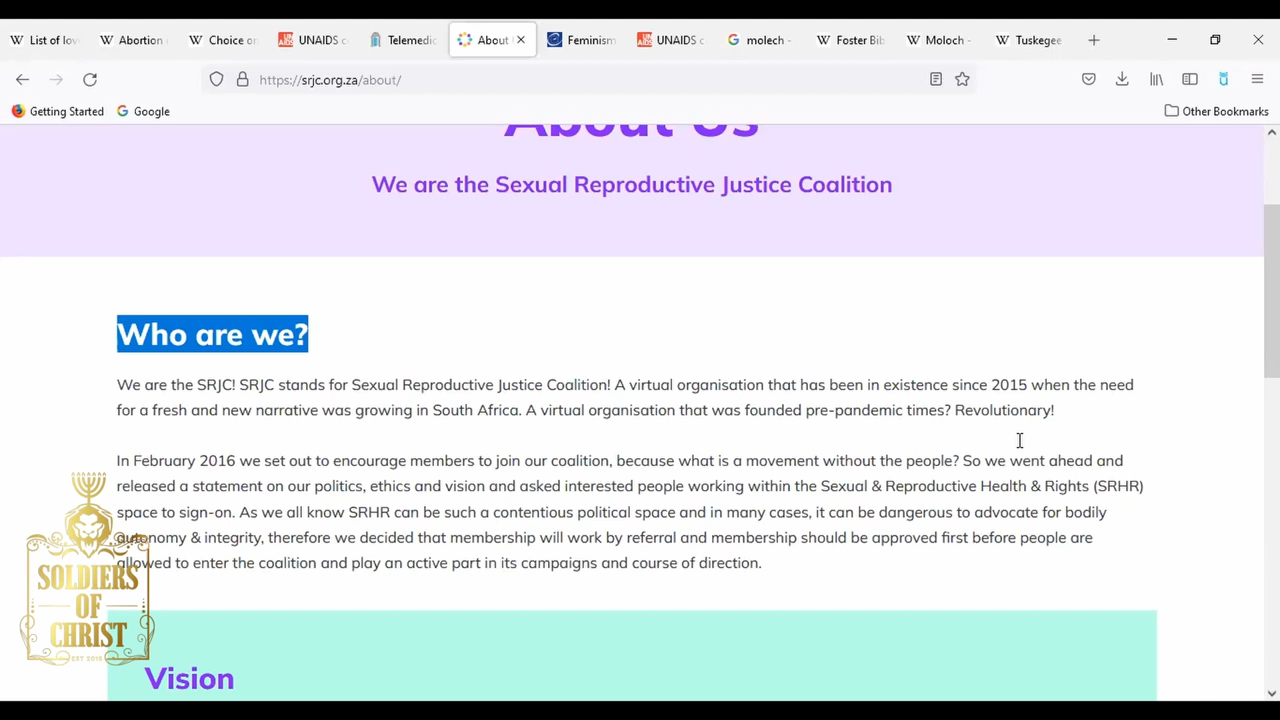 List of lov
Abortion
Choice on
UNAIDS c
Telemedic
About
Feminism
UNAIDS c
molech -
Foster Bib
Moloch -
Tuskegee
https://srjc.org.za/about/
Getting Started
Google
Other Bookmarks
About Us
We are the Sexual Reproductive Justice Coalition
Who are we?
We are the SRJC! SRJC stands for Sexual Reproductive Justice Coalition! A virtual organisation that has been in existence since 2015 when the need
for a fresh and new narrative was growing in South Africa. A virtual organisation that was founded pre-pandemic times? Revolutionary!
In February 2016 we set out to encourage members to join our coalition, because what is a movement without the people? So we went ahead and
released a statement on our politics, ethics and vision and asked interested people working within the Sexual & Reproductive Health & Rights (SRHR)
space to sign-on. As we all know SRHR can be such a contentious political space and in many cases, it can be dangerous to advocate for bodily
autonomy & integrity, therefore we decided that membership will work by referral and membership should be approved first before people are
allowed to enter the coalition and play an active part in its campaigns and course of direction.
SOLDIERS
OF
CHRIST
EST 2015
Vision